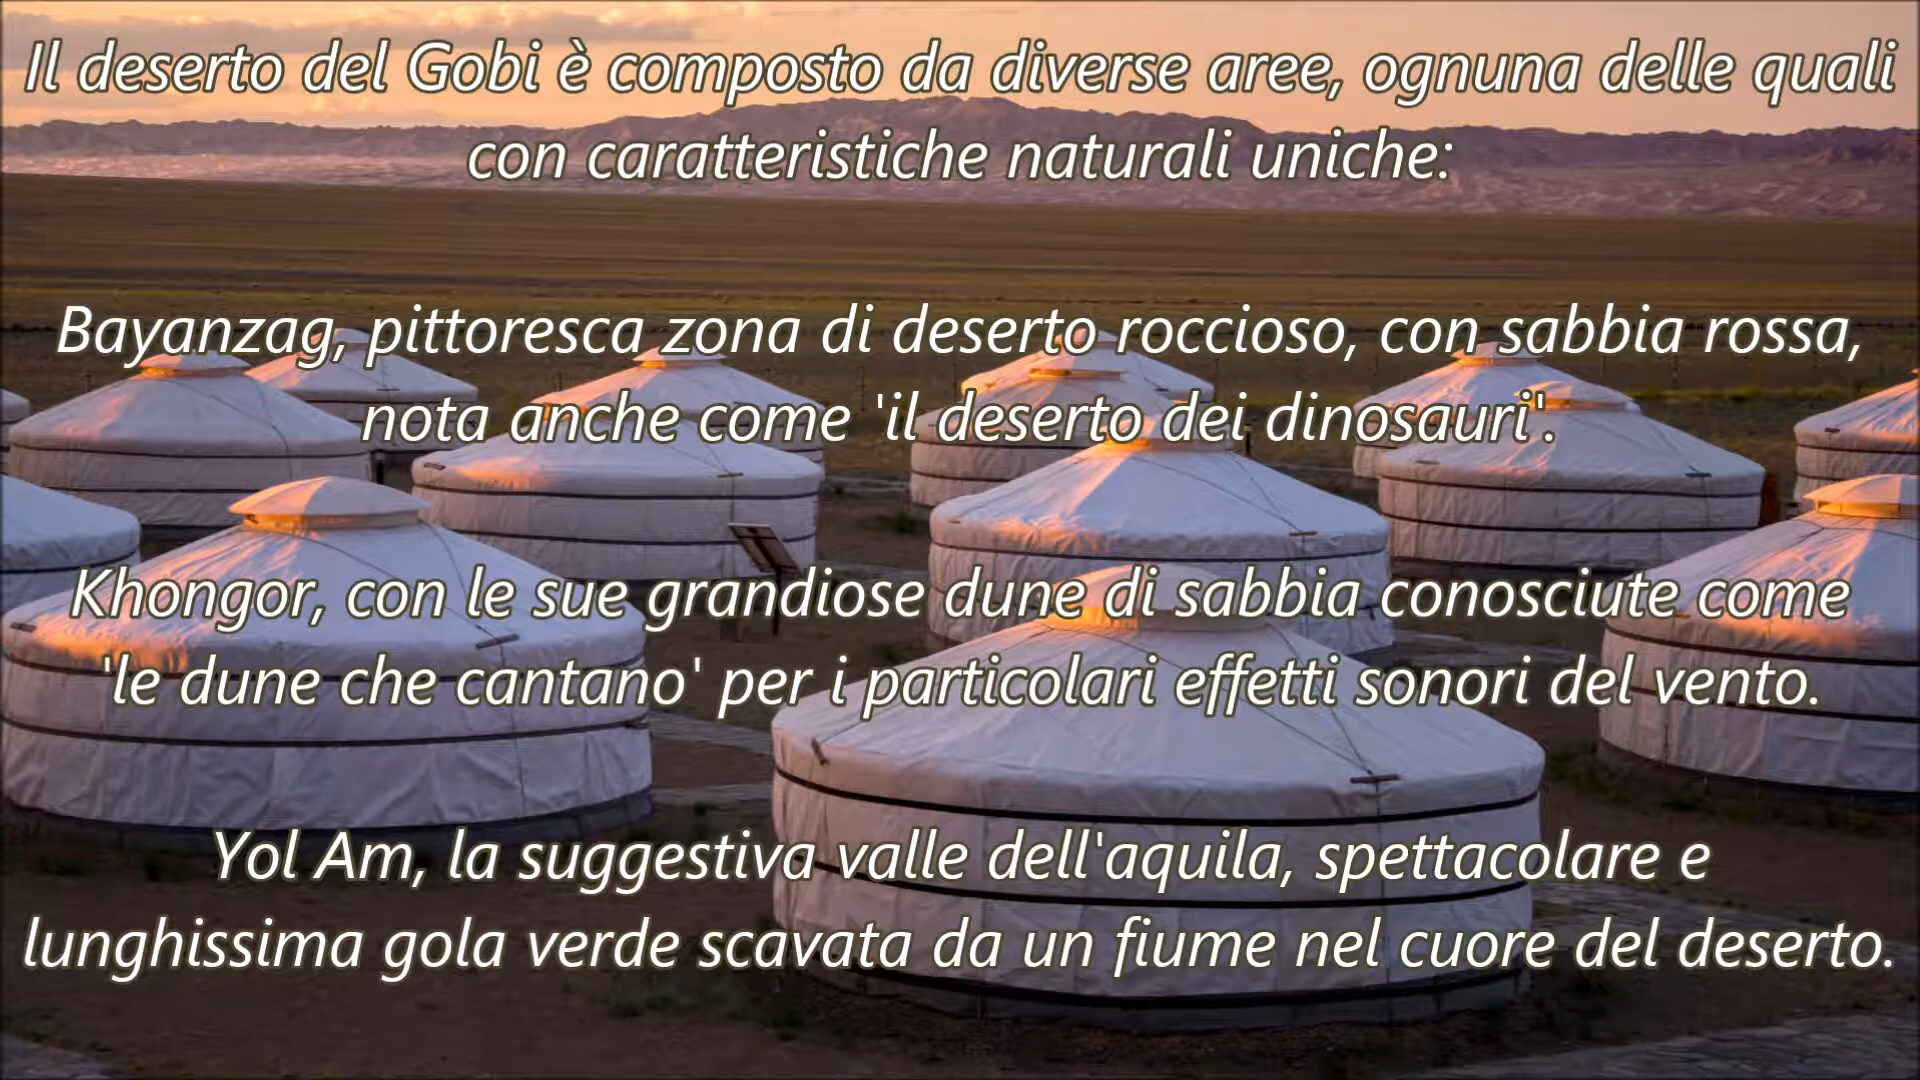 Il deserto del Gobi è composto da diverse aree, ognuna delle quali
con caratteristiche naturali uniche:
Bayanzag, pittoresca zona di deserto roccioso, con sabbia rossa,
nota anche come 'il deserto dei dinosauri'.
Khongor, con le sue grandiose dune di sabbia conosciute come
'le dune che cantano' per i particolari effetti sonori del vento.
Yol Am, la suggestiva valle dell'aquila, spettacolare e
lunghissima gola verde scavata da un fiume nel cuore del deserto.